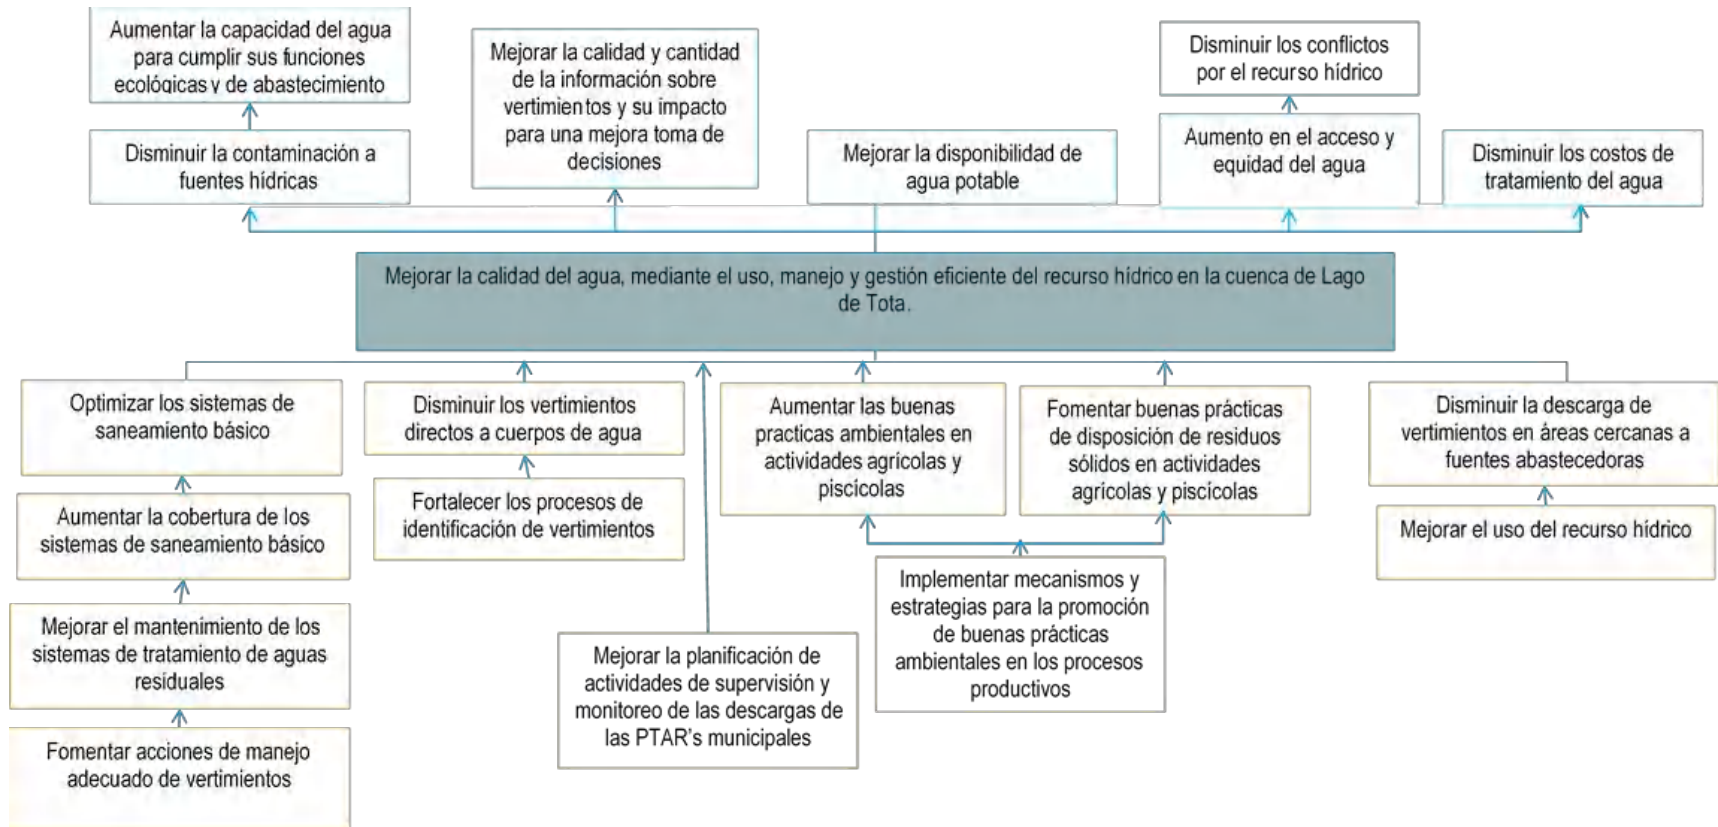 Aumentar la capacidad del agua
para cumplir sus funciones
ecológicas y de abastecimiento
Mejorar la calidad y cantidad
de la información sobre
vertimientos y su impacto
para una mejora toma de
decisiones
Disminuir los conflictos
por el recurso hídrico
Disminuir la contaminación a
fuentes hídricas
Mejorar la disponibilidad de
agua potable
Aumento en el acceso y
equidad del agua
Disminuir los costos de
tratamiento del agua
Mejorar la calidad del agua, mediante el uso, manejo y gestión eficiente del recurso hídrico en la cuenca de Lago
de Tota.
Optimizar los sistemas de
saneamiento básico
Disminuir los vertimientos
directos a cuerpos de agua
Aumentar las buenas
practicas ambientales en
actividades agrícolas y
piscícolas
Fomentar buenas prácticas
de disposición de residuos
sólidos en actividades
agrícolas y piscícolas
Disminuir la descarga de
vertimientos en áreas cercanas a
fuentes abastecedoras
Aumentar la cobertura de los
sistemas de saneamiento básico
Fortalecer los procesos de
identificación de vertimientos
Mejorar el uso del recurso hídrico
Mejorar el mantenimiento de los
sistemas de tratamiento de aguas
residuales
Mejorar la planificación de
actividades de supervisión y
monitoreo de las descargas de
las PTAR's municipales
Implementar mecanismos y
estrategias para la promoción
de buenas prácticas
ambientales en los procesos
productivos
Fomentar acciones de manejo
adecuado de vertimientos